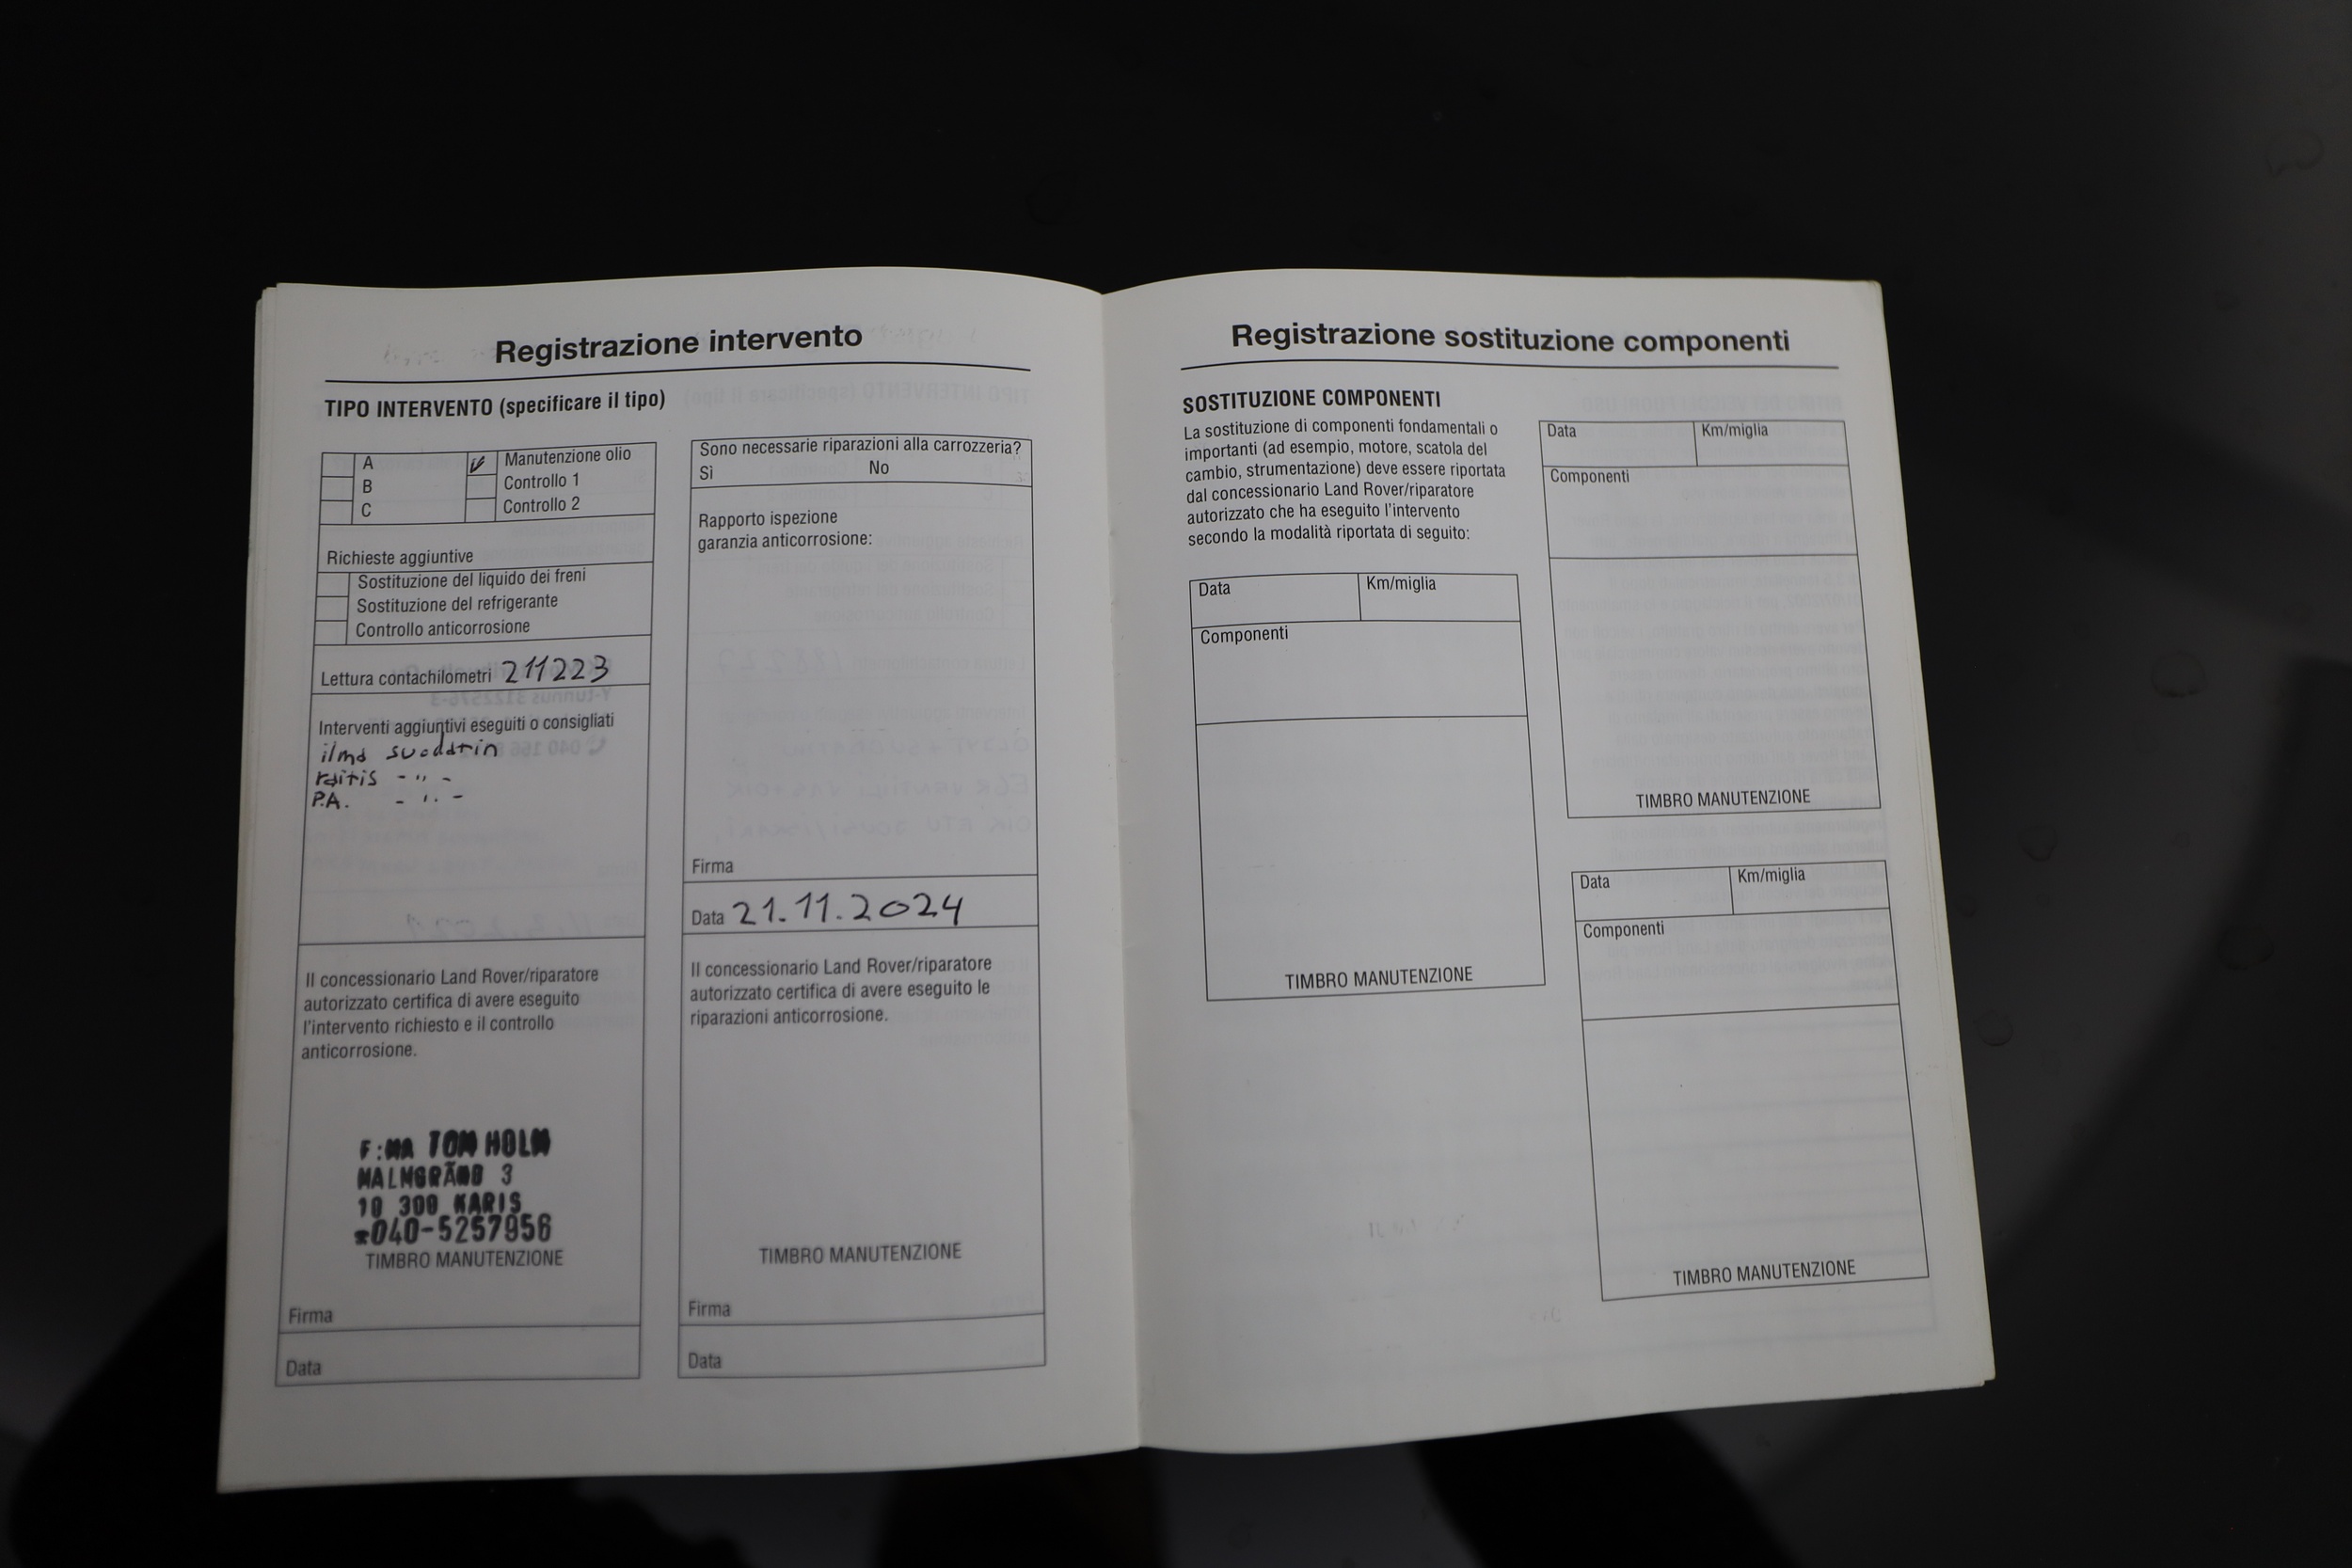 Registrazione intervento
TIPO INTERVENTO (specificare il tipo)
A
B
C
Manutenzione olio
Controllo 1
Controllo 2
Richieste aggiuntive
Sostituzione del liquido dei freni
Sostituzione del refrigerante
Controllo anticorrosione
Lettura contachilometri 211223
Interventi aggiuntivi eseguiti o consigliati
ilma suodatin
raitis - " -
P.A. - " -
Il concessionario Land Rover/riparatore
autorizzato certifica di avere eseguito
l'intervento richiesto e il controllo
anticorrosione.
F:MA TOM HOLM
MALMGRÄND 3
10 300 KARIS
☎040-5257956
TIMBRO MANUTENZIONE
Firma
Data
Sono necessarie riparazioni alla carrozzeria?
Sì No
Rapporto ispezione
garanzia anticorrosione:
Firma
Data 21.11.2024
Il concessionario Land Rover/riparatore
autorizzato certifica di avere eseguito le
riparazioni anticorrosione.
TIMBRO MANUTENZIONE
Firma
Data
Registrazione sostituzione componenti
SOSTITUZIONE COMPONENTI
La sostituzione di componenti fondamentali o
importanti (ad esempio, motore, scatola del
cambio, strumentazione) deve essere riportata
dal concessionario Land Rover/riparatore
autorizzato che ha eseguito l'intervento
secondo la modalità riportata di seguito:
Data Km/miglia
Componenti
TIMBRO MANUTENZIONE
Data Km/miglia
Componenti
TIMBRO MANUTENZIONE
Data Km/miglia
Componenti
TIMBRO MANUTENZIONE